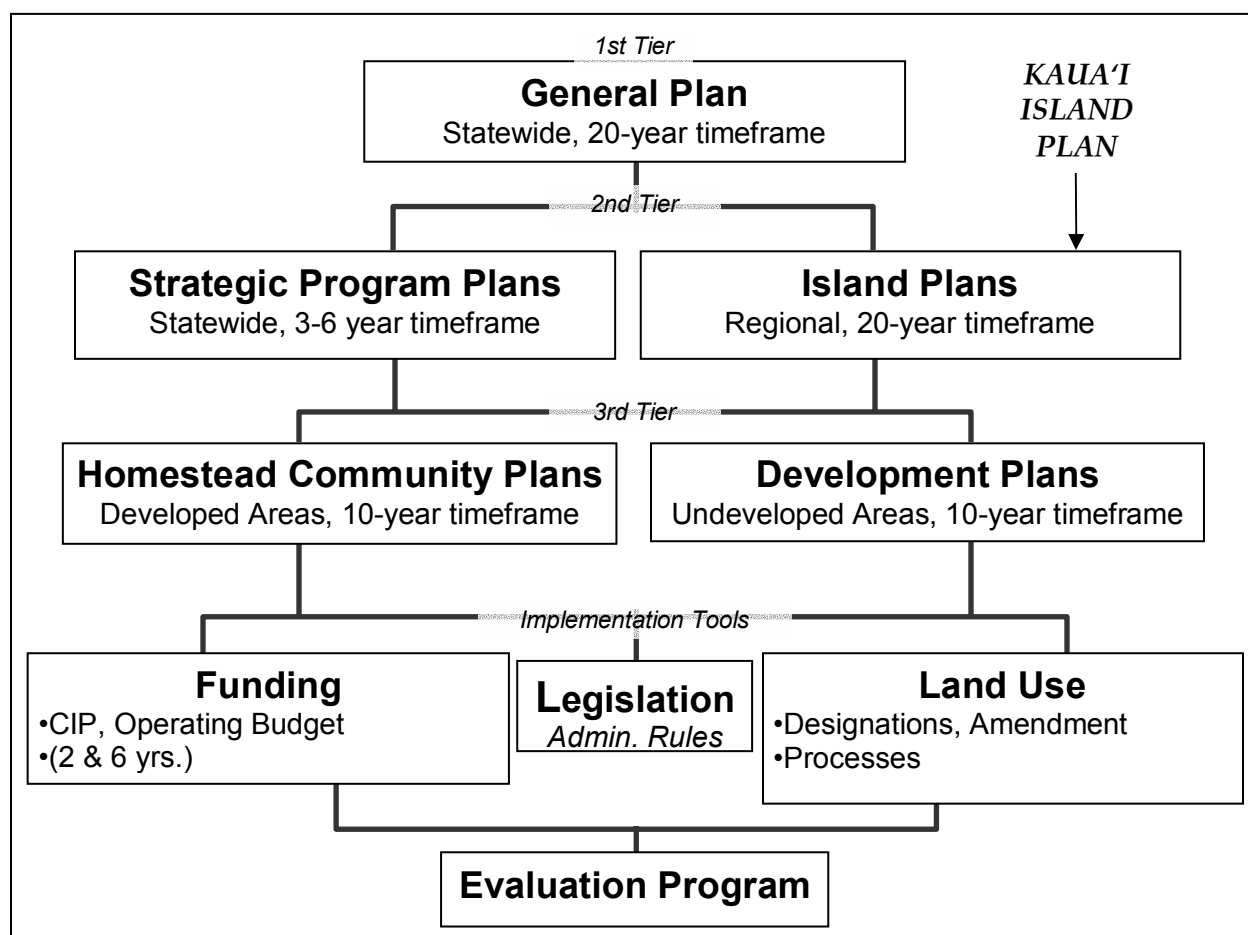 1st Tier
General Plan
Statewide, 20-year timeframe
KAUA‘I
ISLAND
PLAN
2nd Tier
Strategic Program Plans
Statewide, 3-6 year timeframe
Island Plans
Regional, 20-year timeframe
3rd Tier
Homestead Community Plans
Developed Areas, 10-year timeframe
Development Plans
Undeveloped Areas, 10-year timeframe
Implementation Tools
Funding
•CIP, Operating Budget
•(2 & 6 yrs.)
Legislation
Admin. Rules
Land Use
•Designations, Amendment
•Processes
Evaluation Program